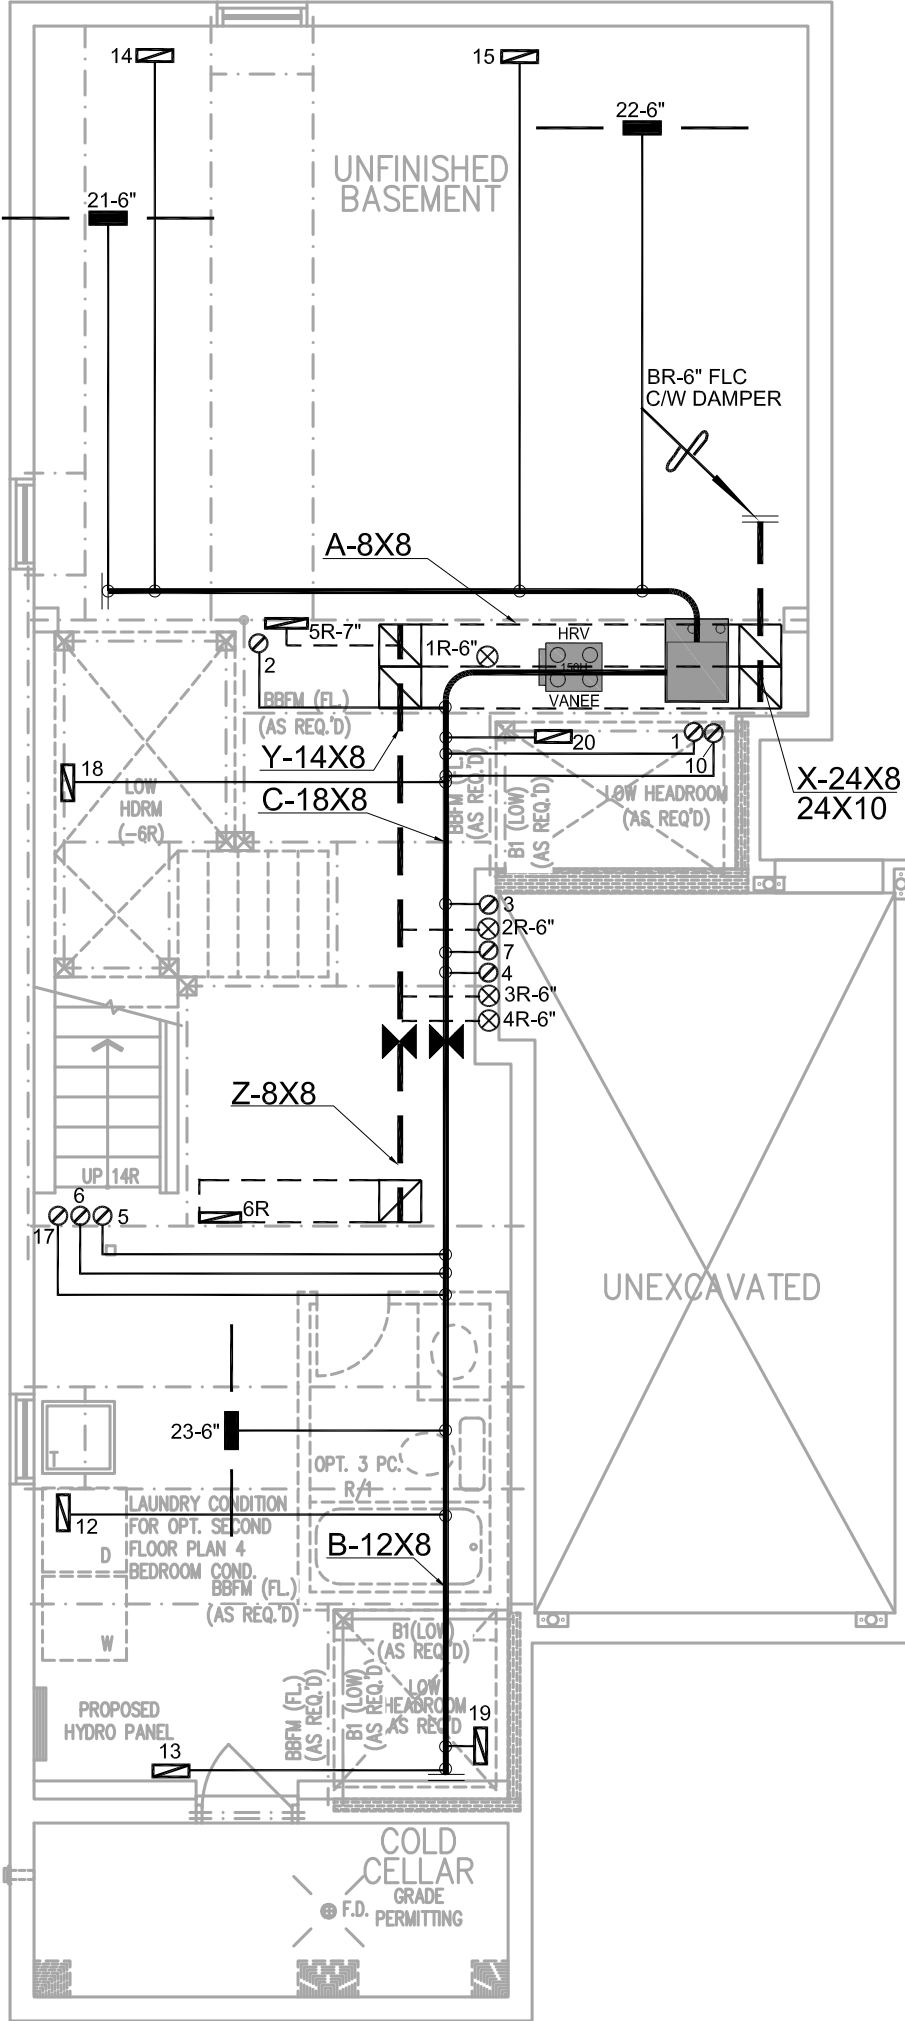 14
15
22-6"
UNFINISHED
BASEMENT
21-6"
BR-6" FLC
C/W DAMPER
A-8X8
5R-7"
1R-6"
HRV
150H
VANEE
2
BBFM (FL.)
(AS REQ.'D)
Y-14X8
20
1
10
X-24X8
24X10
18
LOW
HDRM
(-6R)
C-18X8
BBFM (FL.)
(AS REQ.'D)
B1 (LOW)
(AS REQ.'D)
LOW HEADROOM
(AS REQ'D)
3
2R-6"
7
4
3R-6"
4R-6"
Z-8X8
UP 14R
6R
6
5
17
UNEXCAVATED
23-6"
T
OPT. 3 PC.
R/1
12
LAUNDRY CONDITION
FOR OPT. SECOND
FLOOR PLAN 4
BEDROOM COND.
D
B-12X8
BBFM (FL.)
(AS REQ.'D)
W
B1(LOW)
(AS REQ.'D)
BBFM (FL.)
(AS REQ.'D)
B1 (LOW)
(AS REQ.'D)
LOW
HEADROOM
AS REQ'D
PROPOSED
HYDRO PANEL
19
13
COLD
CELLAR
GRADE
PERMITTING
F.D.